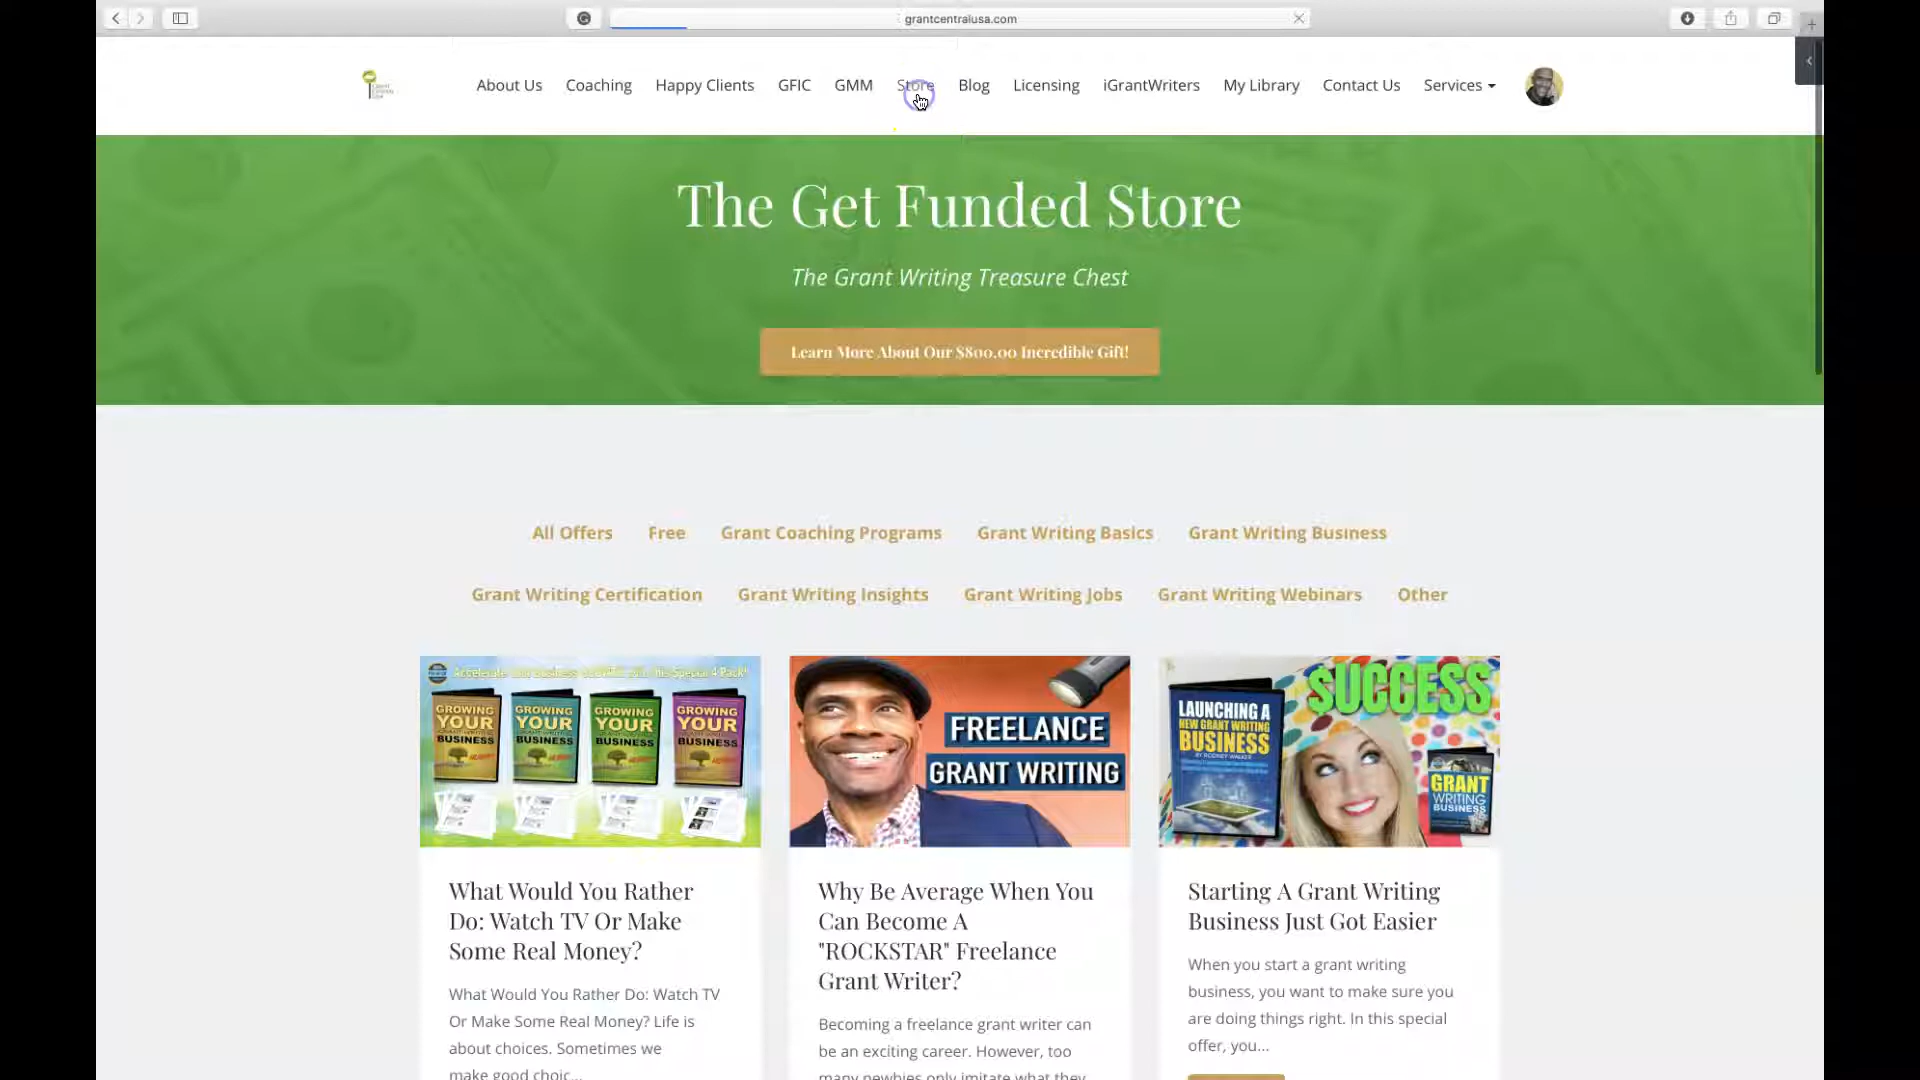 grantcentralusa.com
About Us Coaching Happy Clients GFIC GMM Store Blog Licensing iGrantWriters My Library Contact Us Services
The Get Funded Store
The Grant Writing Treasure Chest
Learn More About Our $800.00 Incredible Gift!
All Offers Free Grant Coaching Programs Grant Writing Basics Grant Writing Business
Grant Writing Certification Grant Writing Insights Grant Writing Jobs Grant Writing Webinars Other
GROWING YOUR BUSINESS
GROWING YOUR BUSINESS
GROWING YOUR BUSINESS
GROWING YOUR BUSINESS
FREELANCE
GRANT WRITING
$UCCESS
LAUNCHING A
NEW GRANT WRITING
BUSINESS
BY RODNEY WALKER
GRANT
WRITING
BUSINESS
What Would You Rather
Do: Watch TV Or Make
Some Real Money?
What Would You Rather Do: Watch TV
Or Make Some Real Money? Life is
about choices. Sometimes we
make good choic...
Why Be Average When You
Can Become A
"ROCKSTAR" Freelance
Grant Writer?
Becoming a freelance grant writer can
be an exciting career. However, too
many newbies only imitate what they
Starting A Grant Writing
Business Just Got Easier
When you start a grant writing
business, you want to make sure you
are doing things right. In this special
offer, you...